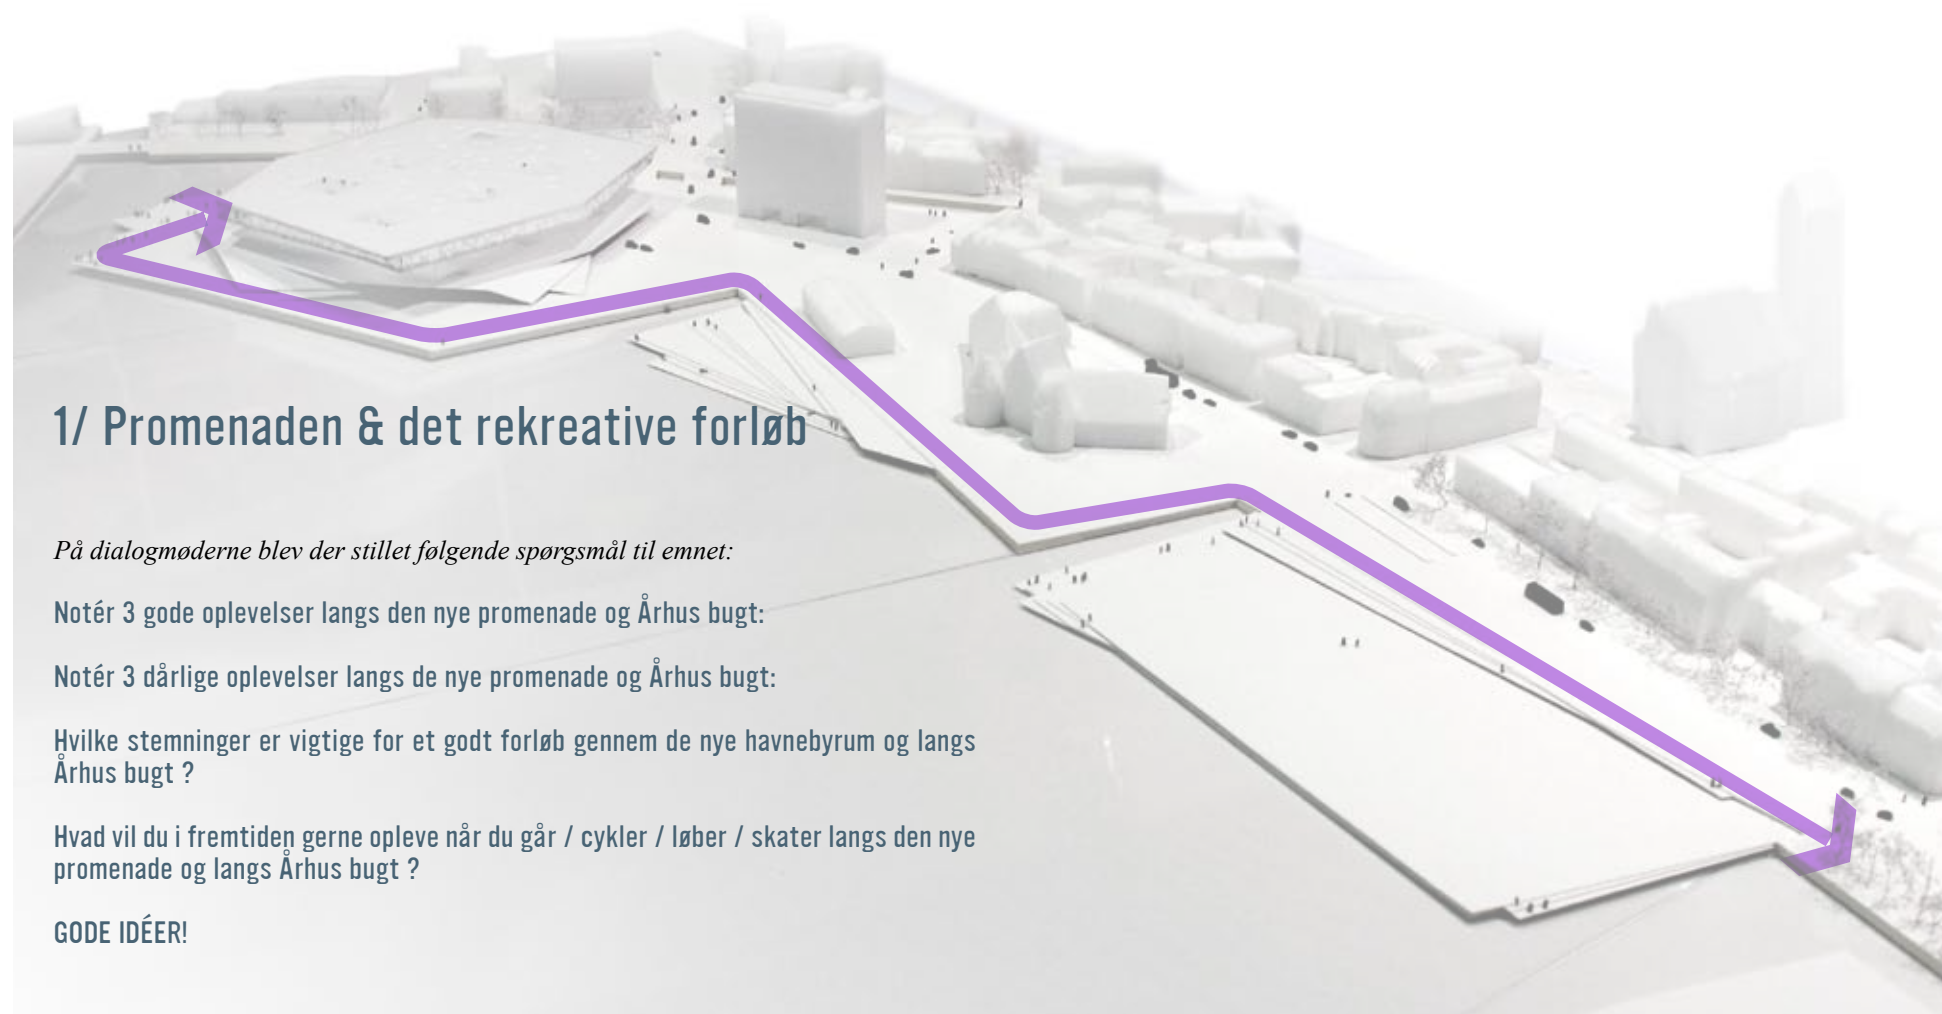 1/ Promenaden & det rekreative forløb
På dialogmøderne blev der stillet følgende spørgsmål til emnet:
Notér 3 gode oplevelser langs den nye promenade og Århus bugt:
Notér 3 dårlige oplevelser langs de nye promenade og Århus bugt:
Hvilke stemninger er vigtige for et godt forløb gennem de nye havnebyrum og langs
Århus bugt ?
Hvad vil du i fremtiden gerne opleve når du går / cykler / løber / skater langs den nye
promenade og langs Århus bugt ?
GODE IDÉER!